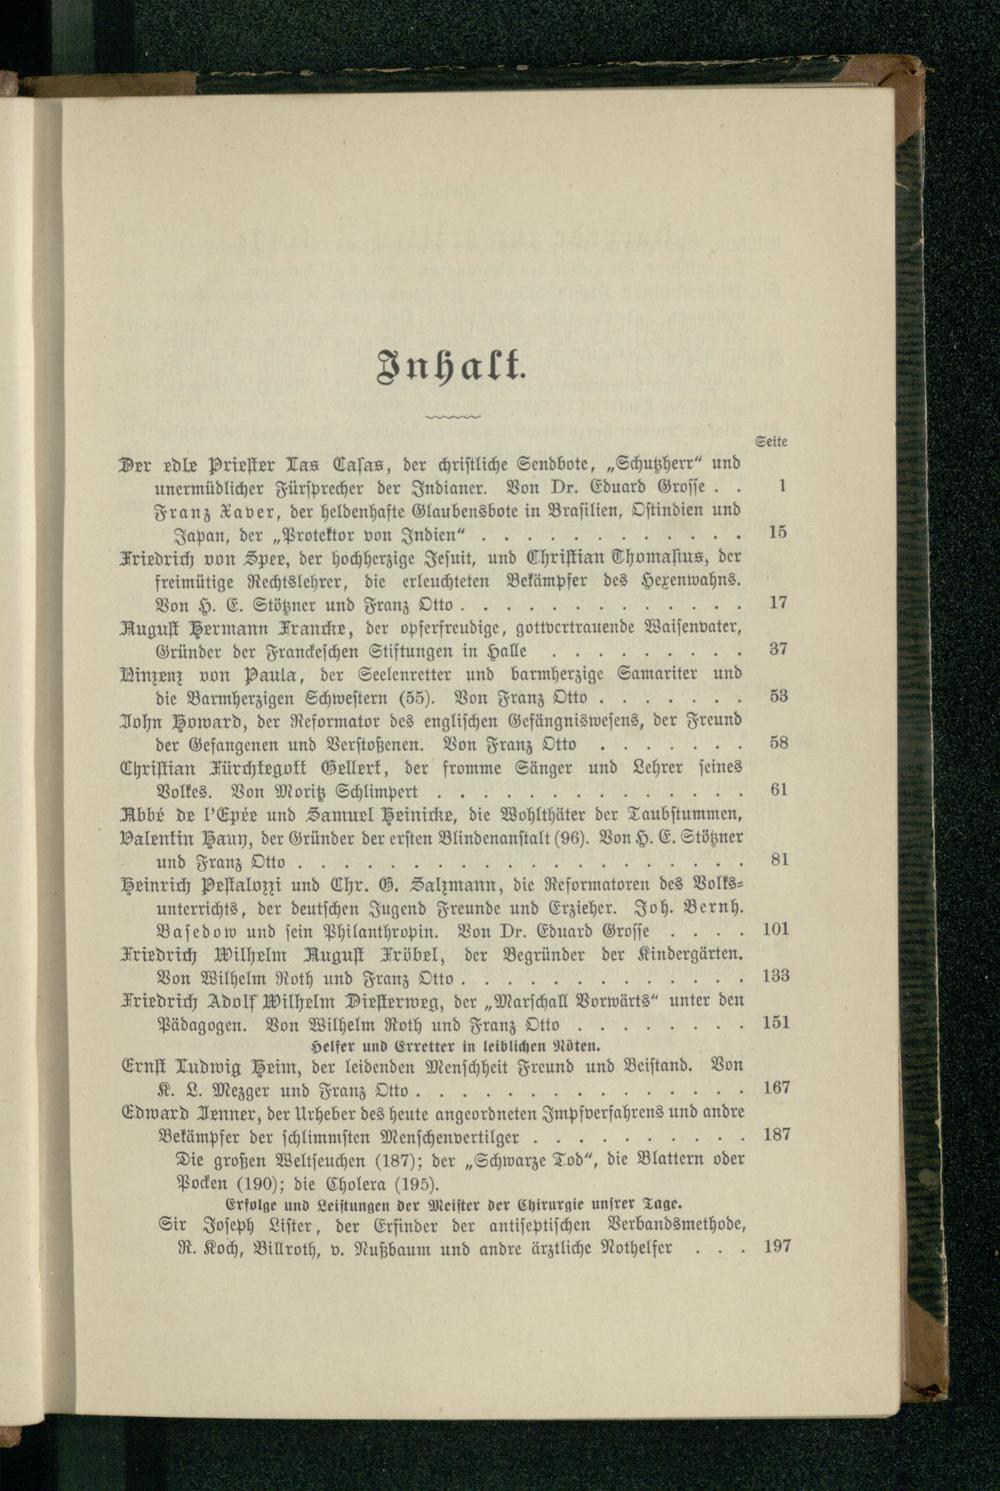 Inhalt.
Seite
Der edle Priester Las Casas, der christliche Sendbote, „Schutzherr“ und
unermüdlicher Fürsprecher der Indianer. Von Dr. Eduard Grosse . . 1
Franz Xaver, der heldenhafte Glaubensbote in Brasilien, Ostindien und
Japan, der „Protektor von Indien“ . . . . . . . . . . . . 15
Friedrich von Spee, der hochherzige Jesuit, und Christian Thomasius, der
freimütige Rechtslehrer, die erleuchteten Bekämpfer des Hexenwahns.
Von H. E. Stötzner und Franz Otto . . . . . . . . . . . . . 17
August Hermann Francke, der opferfreudige, gottvertrauende Waisenvater,
Gründer der Franckeschen Stiftungen in Halle . . . . . . . . . 37
Vinzenz von Paula, der Seelenretter und barmherzige Samariter und
die Barmherzigen Schwestern (55). Von Franz Otto . . . . . . . 53
John Howard, der Reformator des englischen Gefängniswesens, der Freund
der Gefangenen und Verstoßenen. Von Franz Otto . . . . . . . 58
Christian Fürchtegott Gellert, der fromme Sänger und Lehrer seines
Volkes. Von Moritz Schlimpert . . . . . . . . . . . . . . 61
Abbé de l'Epée und Samuel Heinicke, die Wohlthäter der Taubstummen,
Valentin Hauy, der Gründer der ersten Blindenanstalt (96). Von H. E. Stötzner
und Franz Otto . . . . . . . . . . . . . . . . . . . . 81
Heinrich Pestalozzi und Chr. G. Salzmann, die Reformatoren des Volks-
unterrichts, der deutschen Jugend Freunde und Erzieher. Joh. Bernh.
Basedow und sein Philanthropin. Von Dr. Eduard Grosse . . . . 101
Friedrich Wilhelm August Fröbel, der Begründer der Kindergärten.
Von Wilhelm Roth und Franz Otto . . . . . . . . . . . . . 133
Friedrich Adolf Wilhelm Diesterweg, der „Marschall Vorwärts“ unter den
Pädagogen. Von Wilhelm Roth und Franz Otto . . . . . . . . 151
Helfer und Erretter in leiblichen Nöten.
Ernst Ludwig Heim, der leidenden Menschheit Freund und Beistand. Von
K. L. Mezger und Franz Otto . . . . . . . . . . . . . . . 167
Edward Jenner, der Urheber des heute angeordneten Impfverfahrens und andre
Bekämpfer der schlimmsten Menschenvertilger . . . . . . . . . . 187
Die großen Weltseuchen (187); der „Schwarze Tod“, die Blattern oder
Pocken (190); die Cholera (195).
Erfolge und Leistungen der Meister der Chirurgie unsrer Tage.
Sir Joseph Lister, der Erfinder der antiseptischen Verbandsmethode,
R. Koch, Billroth, v. Nußbaum und andre ärztliche Nothelfer . . . 197